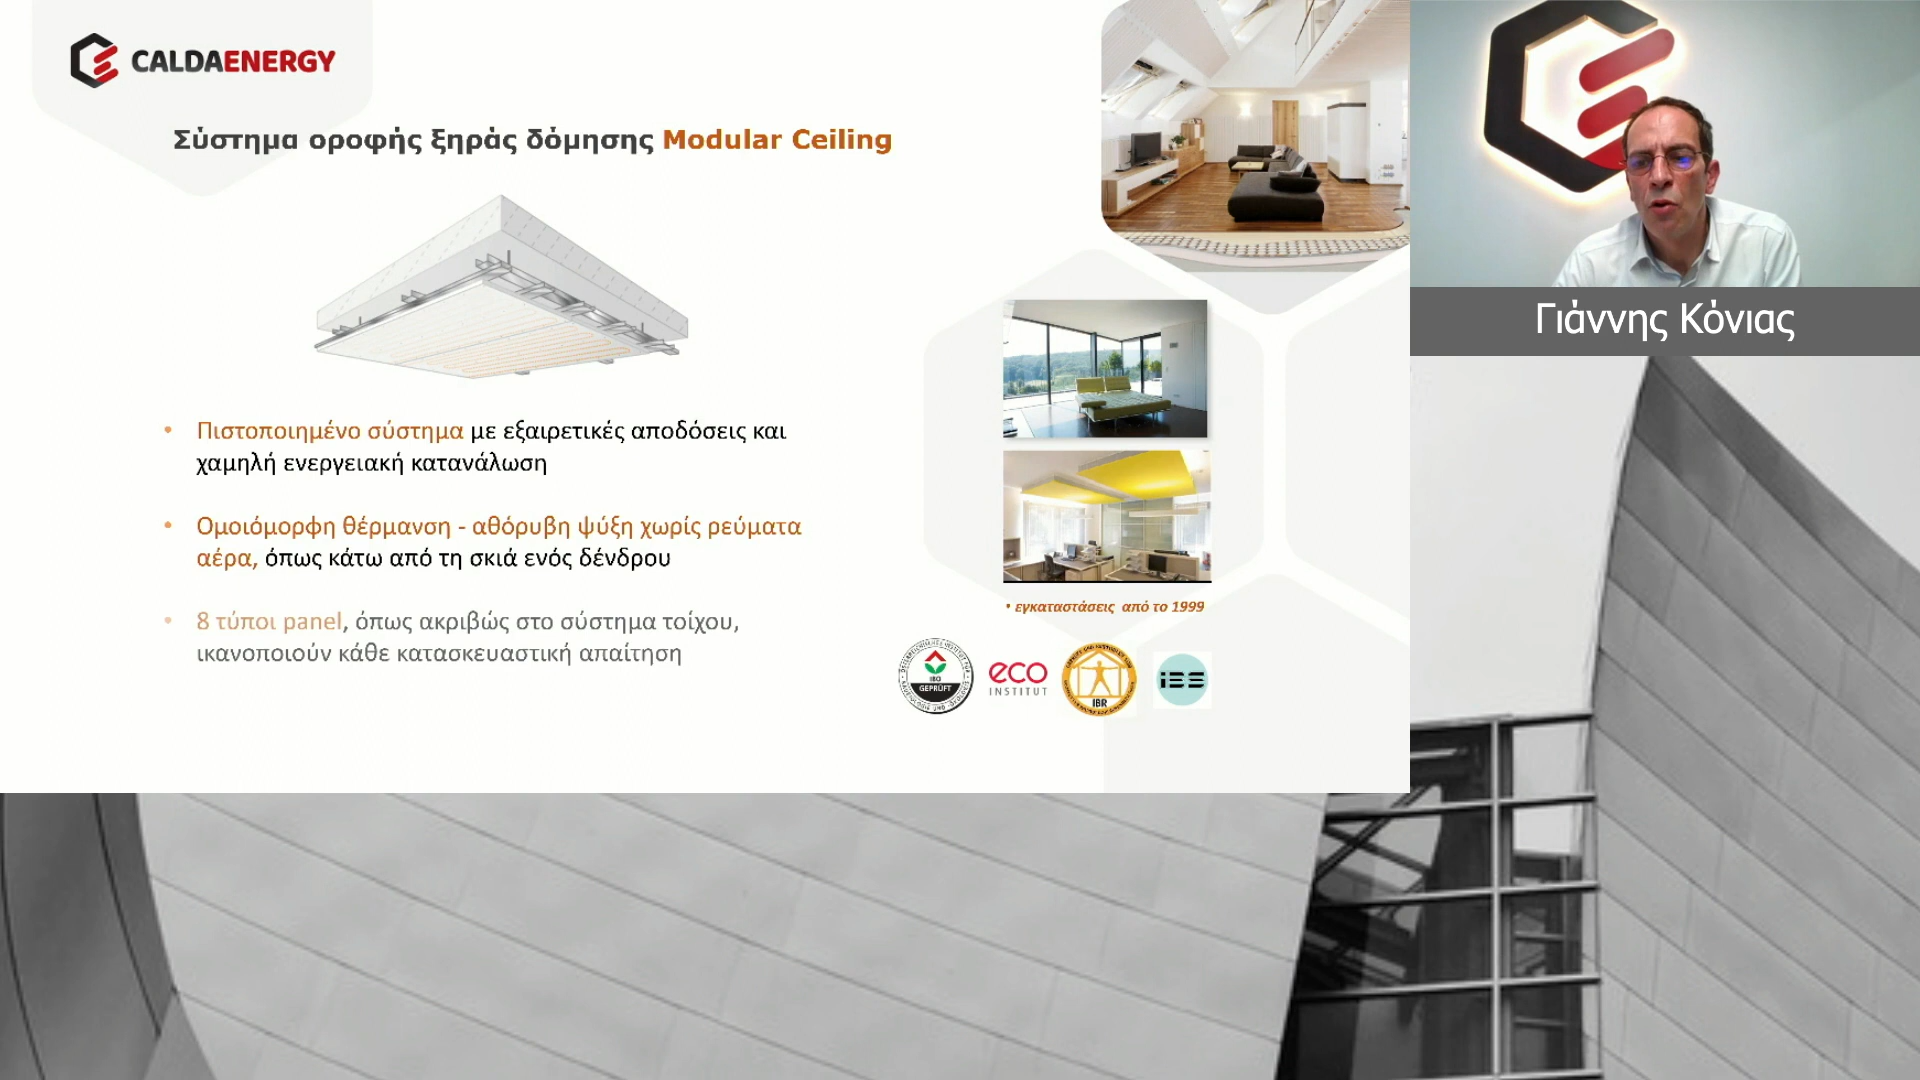 CALDAENERGY
Σύστημα οροφής ξηράς δόμησης Modular Ceiling
Γιάννης Κόνιας
• Πιστοποιημένο σύστημα με εξαιρετικές αποδόσεις και
χαμηλή ενεργειακή κατανάλωση
• Ομοιόμορφη θέρμανση - αθόρυβη ψύξη χωρίς ρεύματα
αέρα, όπως κάτω από τη σκιά ενός δένδρου
• 8 τύποι panel, όπως ακριβώς στο σύστημα τοίχου,
ικανοποιούν κάθε κατασκευαστική απαίτηση
• εγκαταστάσεις από το 1999
IBO
GEPRÜFT
eco
INSTITUT
IBR